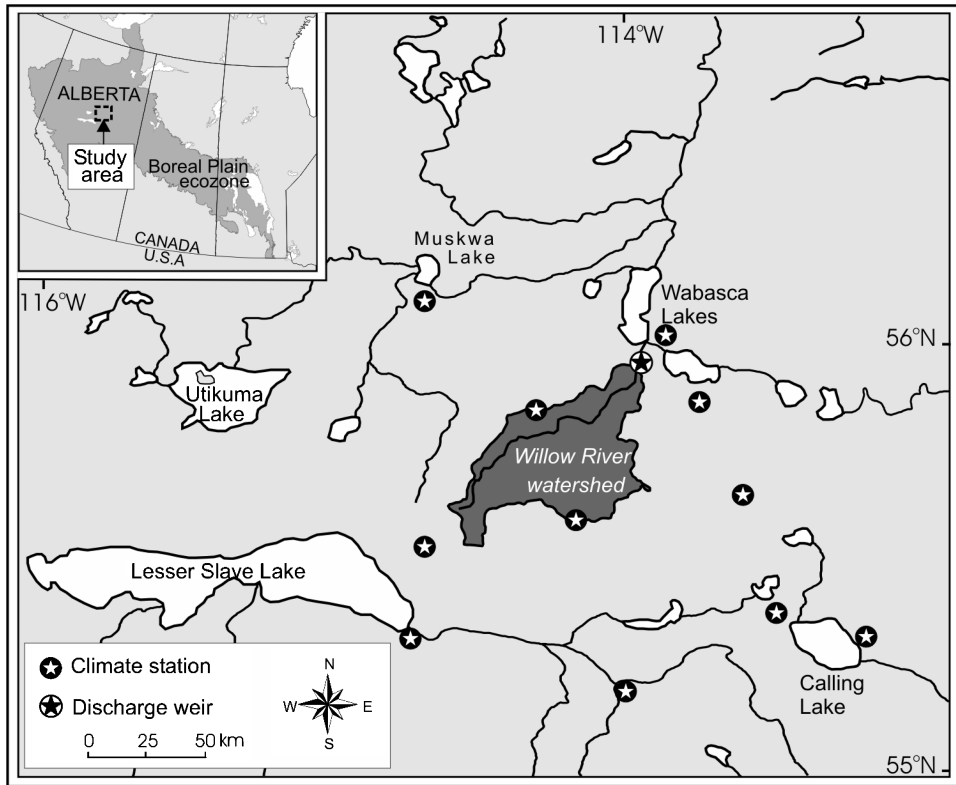 114°W
ALBERTA
Study
area
Boreal Plain
ecozone
CANADA
U.S.A
Muskwa
Lake
116°W
Wabasca
Lakes
56°N
Utikuma
Lake
Willow River
watershed
Lesser Slave Lake
Climate station
Discharge weir
0 25 50 km
N
W E
S
Calling
Lake
55°N